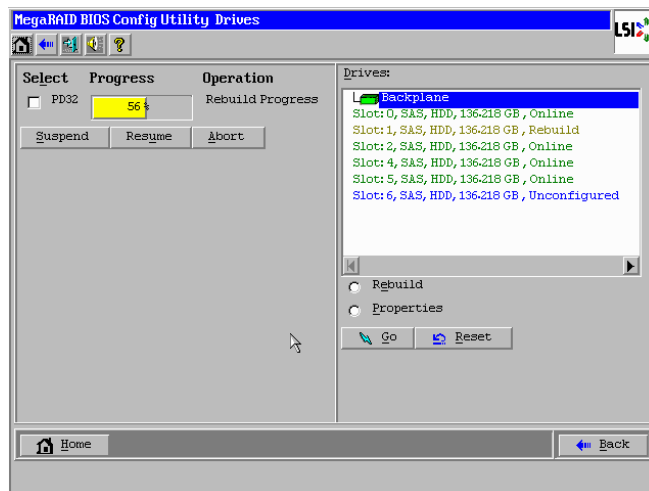 MegaRAID BIOS Config Utility Drives
LSI
Select Progress Operation
PD32 56% Rebuild Progress
Suspend Resume Abort
Drives:
Backplane
Slot: 0, SAS, HDD, 136.218 GB , Online
Slot: 1, SAS, HDD, 136.218 GB , Rebuild
Slot: 2, SAS, HDD, 136.218 GB , Online
Slot: 4, SAS, HDD, 136.218 GB , Online
Slot: 5, SAS, HDD, 136.218 GB , Online
Slot: 6, SAS, HDD, 136.218 GB , Unconfigured
Rebuild
Properties
Go Reset
Home Back